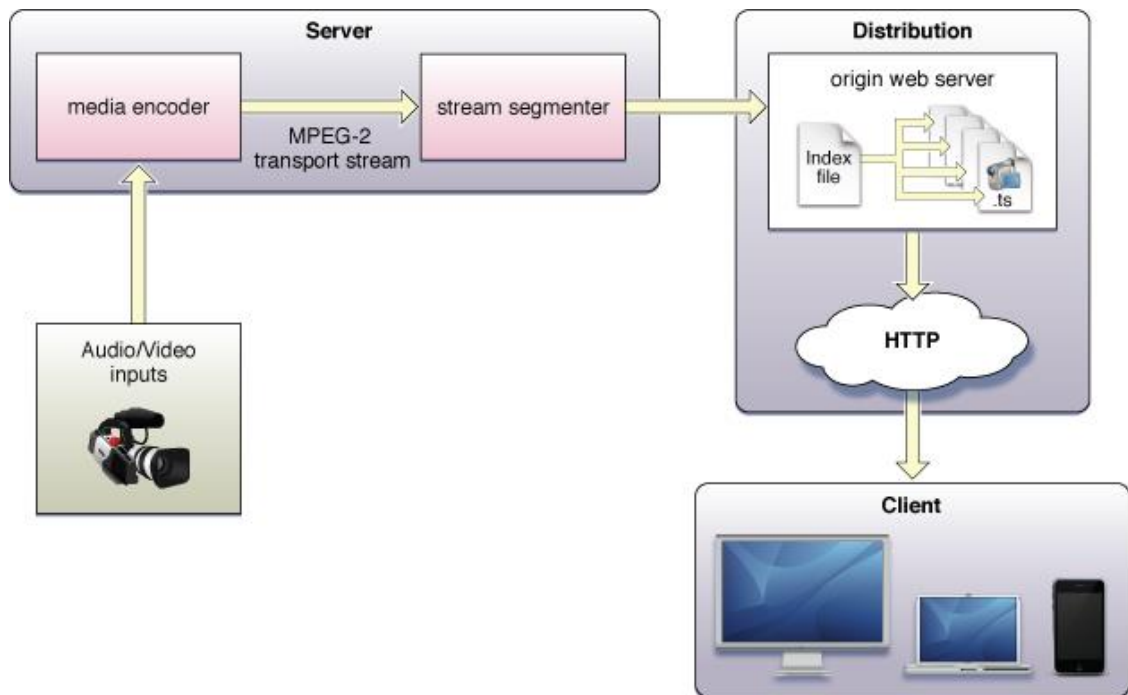 Server
media encoder
MPEG-2
transport stream
stream segmenter
Distribution
origin web server
Index
file
.ts
HTTP
Audio/Video
inputs
Client